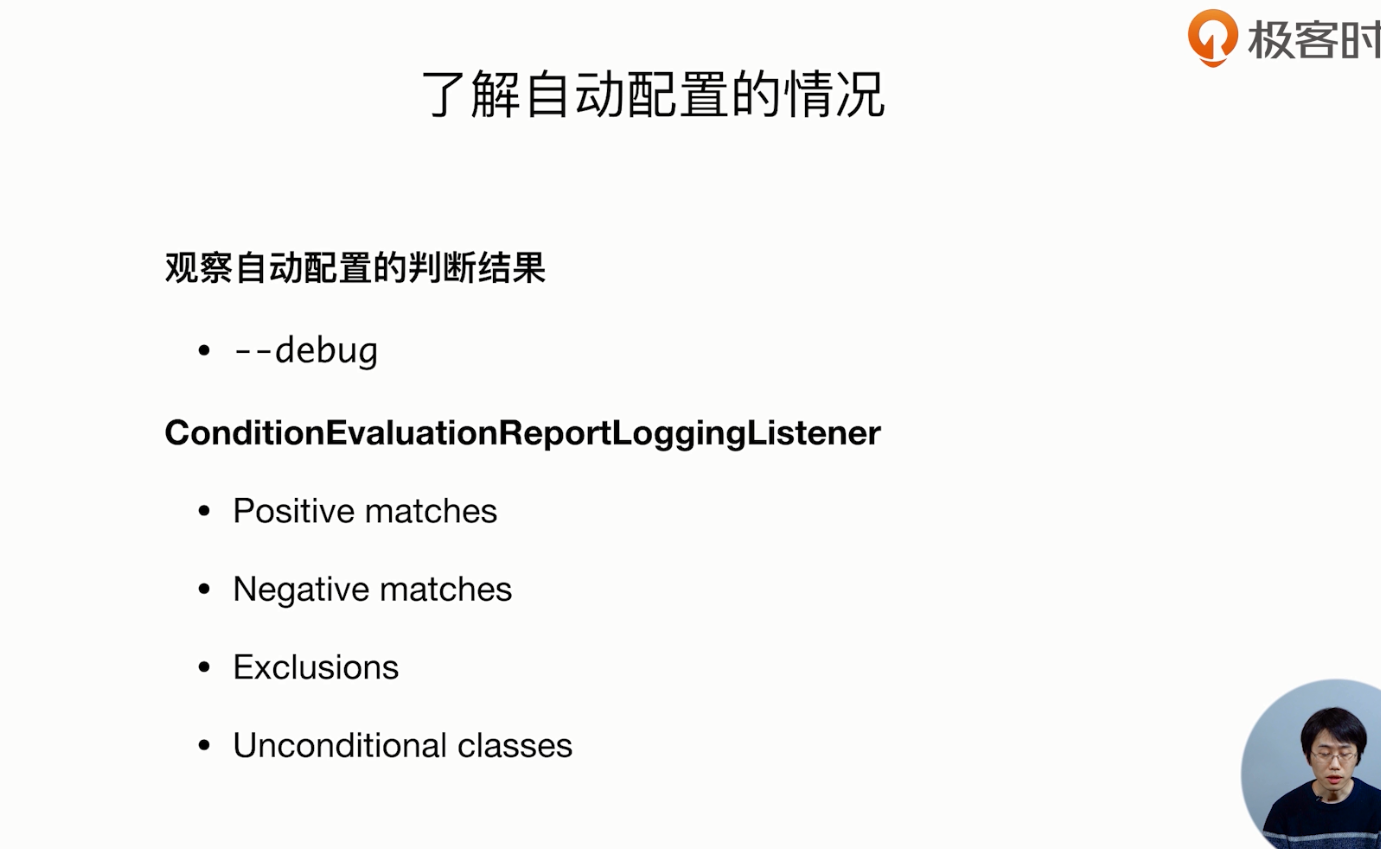 极客时
了解自动配置的情况
观察自动配置的判断结果
• --debug
ConditionEvaluationReportLoggingListener
• Positive matches
• Negative matches
• Exclusions
• Unconditional classes